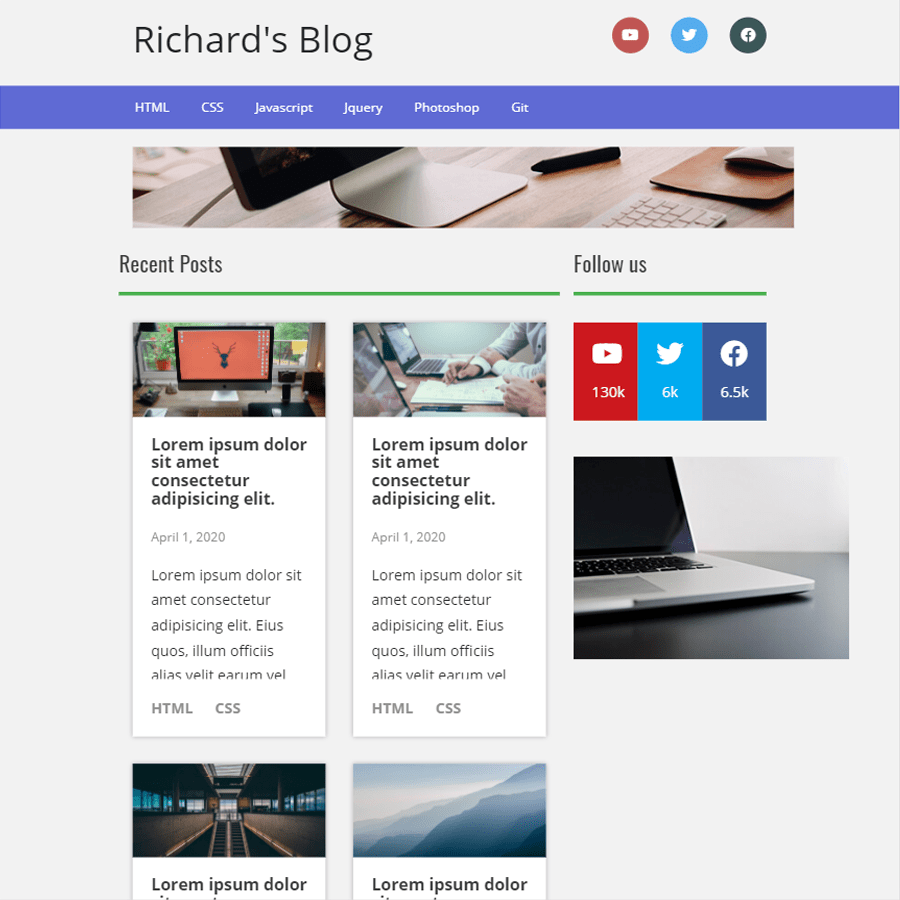 Richard's Blog
HTML CSS Javascript Jquery Photoshop Git
Recent Posts
Follow us
130k 6k 6.5k
Lorem ipsum dolor
sit amet
consectetur
adipisicing elit.
April 1, 2020
Lorem ipsum dolor sit
amet consectetur
adipisicing elit. Eius
quos, illum officiis
alias velit earum vel
HTML CSS
Lorem ipsum dolor
sit amet
consectetur
adipisicing elit.
April 1, 2020
Lorem ipsum dolor sit
amet consectetur
adipisicing elit. Eius
quos, illum officiis
alias velit earum vel
HTML CSS
Lorem ipsum dolor
Lorem ipsum dolor